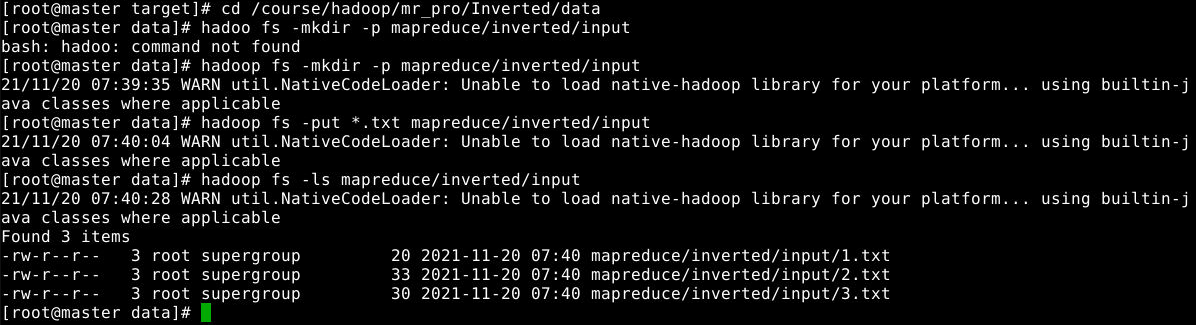 [root@master target]# cd /course/hadoop/mr_pro/Inverted/data
[root@master data]# hadoo fs -mkdir -p mapreduce/inverted/input
bash: hadoo: command not found
[root@master data]# hadoop fs -mkdir -p mapreduce/inverted/input
21/11/20 07:39:35 WARN util.NativeCodeLoader: Unable to load native-hadoop library for your platform... using builtin-j
ava classes where applicable
[root@master data]# hadoop fs -put *.txt mapreduce/inverted/input
21/11/20 07:40:04 WARN util.NativeCodeLoader: Unable to load native-hadoop library for your platform... using builtin-j
ava classes where applicable
[root@master data]# hadoop fs -ls mapreduce/inverted/input
21/11/20 07:40:28 WARN util.NativeCodeLoader: Unable to load native-hadoop library for your platform... using builtin-j
ava classes where applicable
Found 3 items
-rw-r--r--   3 root supergroup         20 2021-11-20 07:40 mapreduce/inverted/input/1.txt
-rw-r--r--   3 root supergroup         33 2021-11-20 07:40 mapreduce/inverted/input/2.txt
-rw-r--r--   3 root supergroup         30 2021-11-20 07:40 mapreduce/inverted/input/3.txt
[root@master data]#